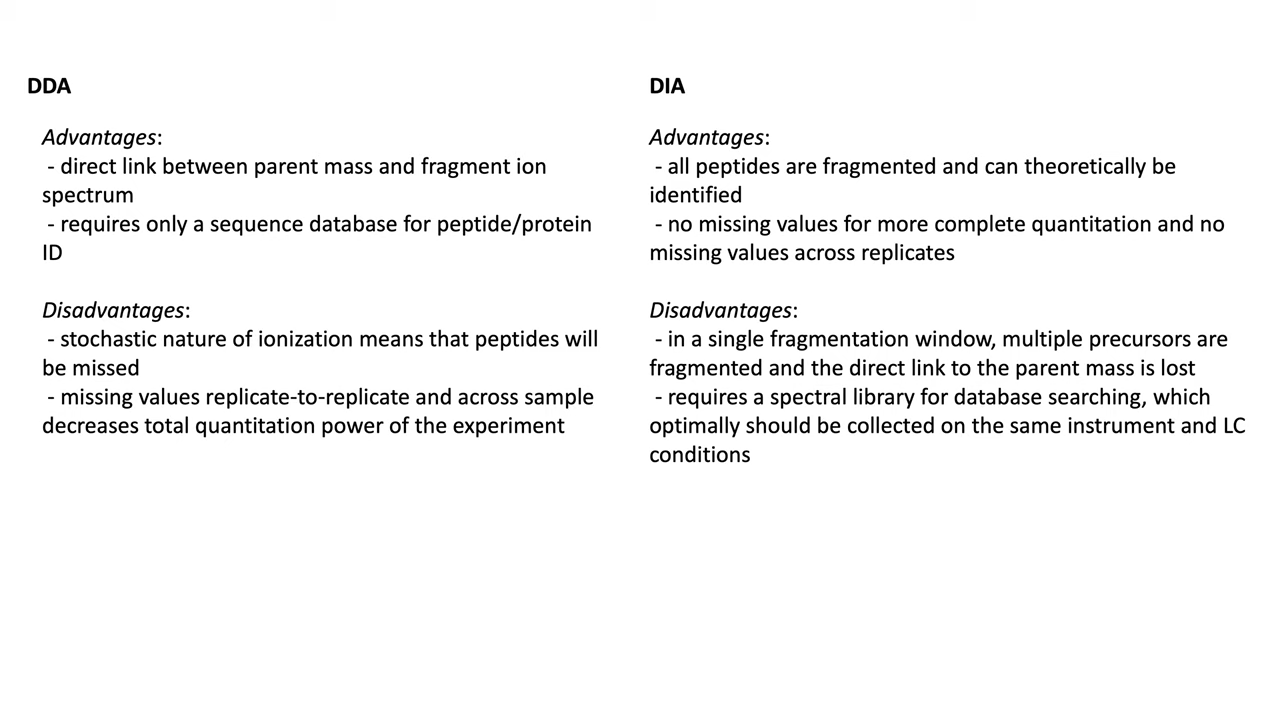 DDA
Advantages:
- direct link between parent mass and fragment ion
spectrum
- requires only a sequence database for peptide/protein
ID
Disadvantages:
- stochastic nature of ionization means that peptides will
be missed
- missing values replicate-to-replicate and across sample
decreases total quantitation power of the experiment
DIA
Advantages:
- all peptides are fragmented and can theoretically be
identified
- no missing values for more complete quantitation and no
missing values across replicates
Disadvantages:
- in a single fragmentation window, multiple precursors are
fragmented and the direct link to the parent mass is lost
- requires a spectral library for database searching, which
optimally should be collected on the same instrument and LC
conditions